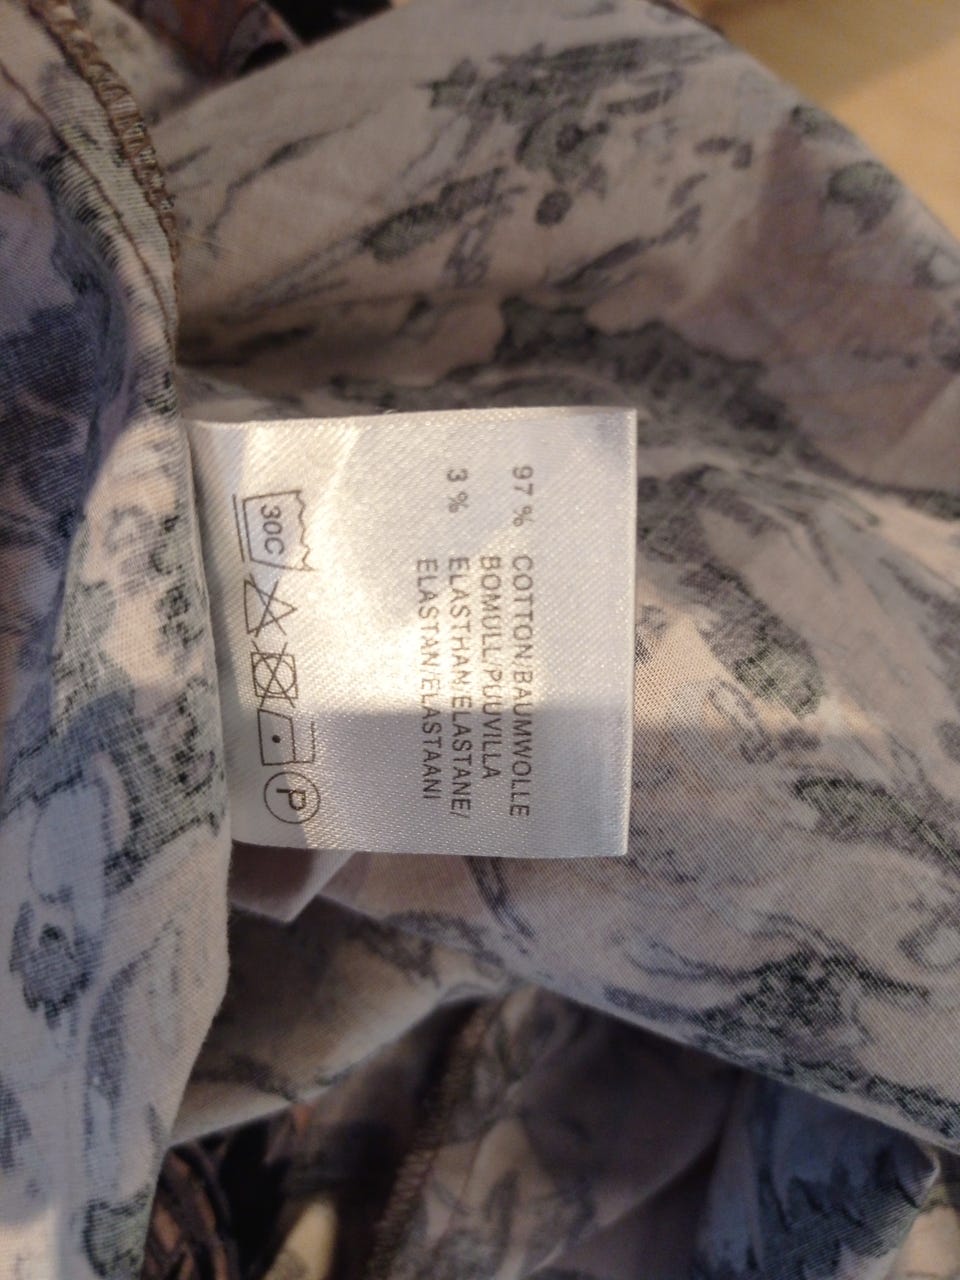 97 % COTTON/BAUMWOLLE
BOMULL/PUUVILLA
3 % ELASTHAN/ELASTANE/
ELASTAN/ELASTAANI
30C
P